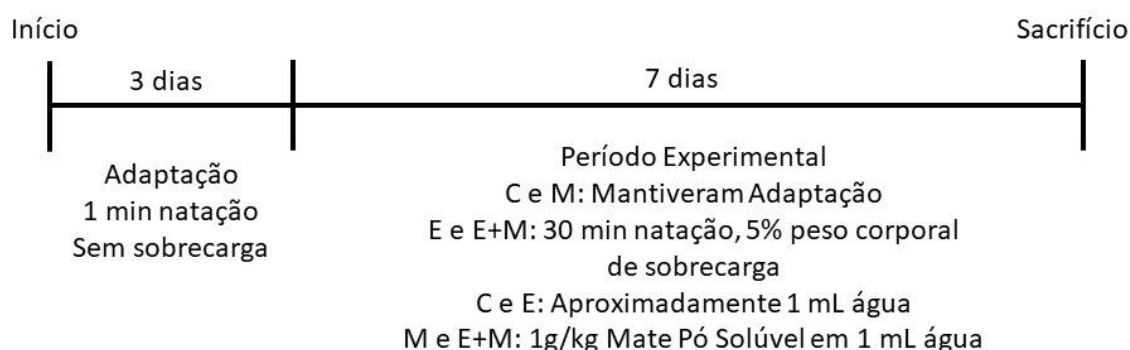 Início
Sacrifício
3 dias
7 dias
Adaptação
1 min natação
Sem sobrecarga
Período Experimental
C e M: Mantiveram Adaptação
E e E+M: 30 min natação, 5% peso corporal
de sobrecarga
C e E: Aproximadamente 1 mL água
M e E+M: 1g/kg Mate Pó Solúvel em 1 mL água